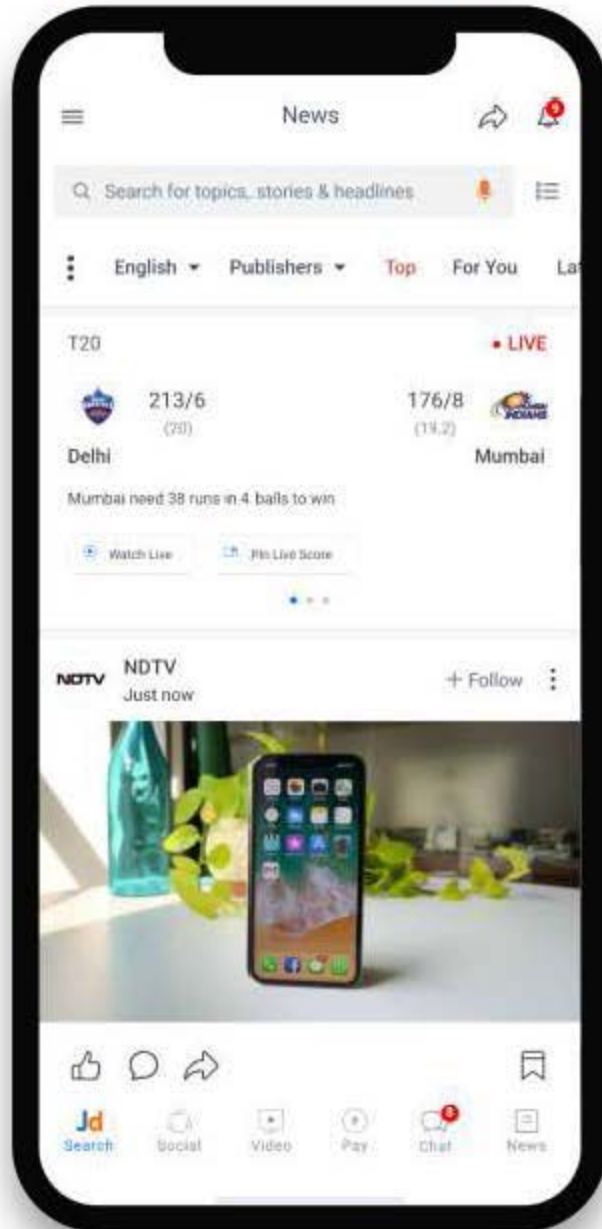 News
9
Search for topics, stories & headlines
English Publishers Top For You Lat
T20 • LIVE
213/6 176/8
(20) (19.2)
INDIANS
Delhi Mumbai
Mumbai need 38 runs in 4 balls to win
Watch Live Pin Live Score
NDTV NDTV + Follow
Just now
Jd 8
Search Social Video Pay Chat News